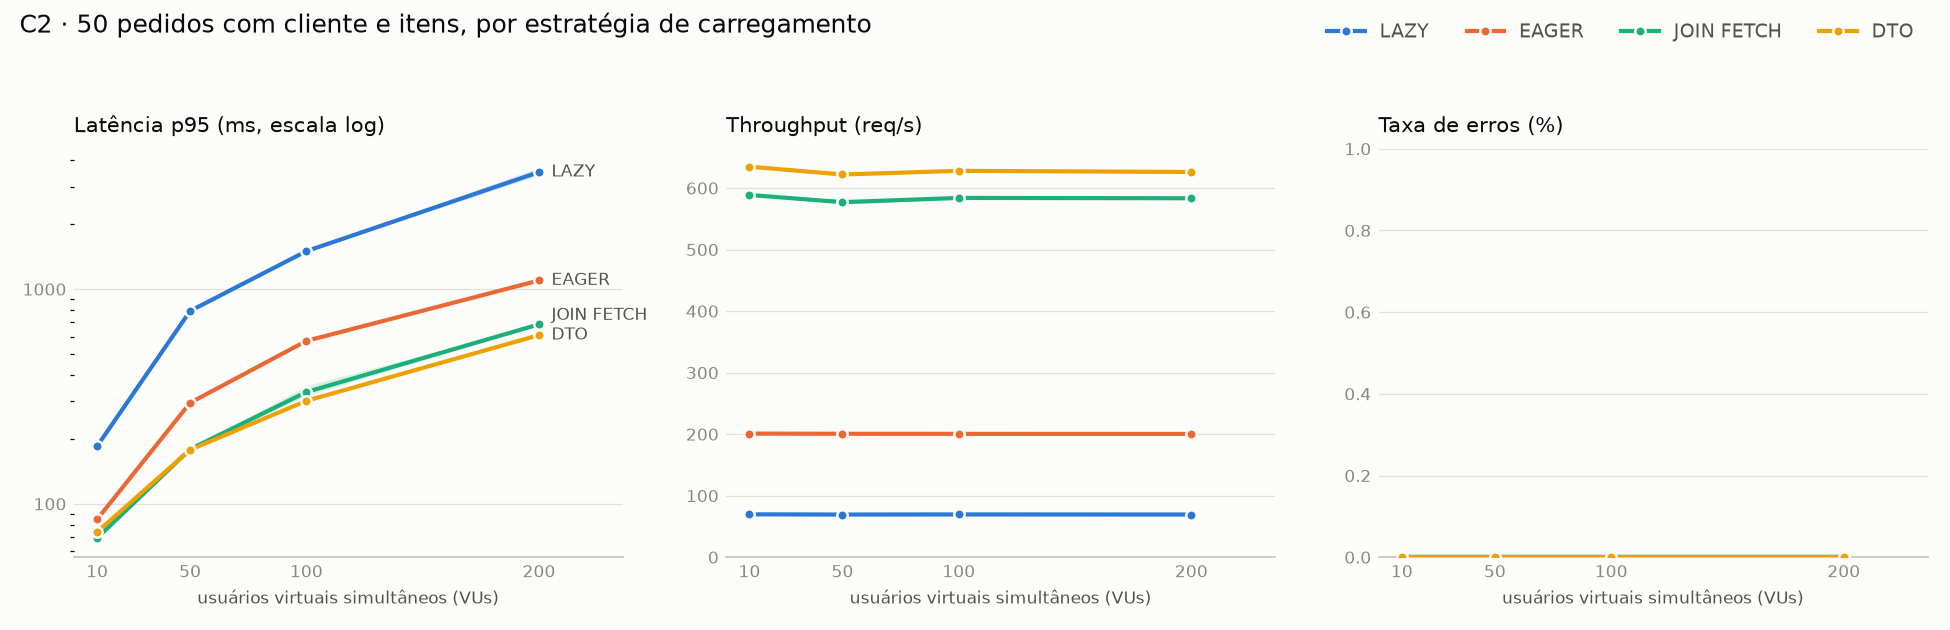 C2 · 50 pedidos com cliente e itens, por estratégia de carregamento
LAZY
EAGER
JOIN FETCH
DTO
Latência p95 (ms, escala log)
1000
100
LAZY
EAGER
JOIN FETCH
DTO
10
50
100
200
usuários virtuais simultâneos (VUs)
Throughput (req/s)
600
500
400
300
200
100
0
10
50
100
200
usuários virtuais simultâneos (VUs)
Taxa de erros (%)
1.0
0.8
0.6
0.4
0.2
0.0
10
50
100
200
usuários virtuais simultâneos (VUs)